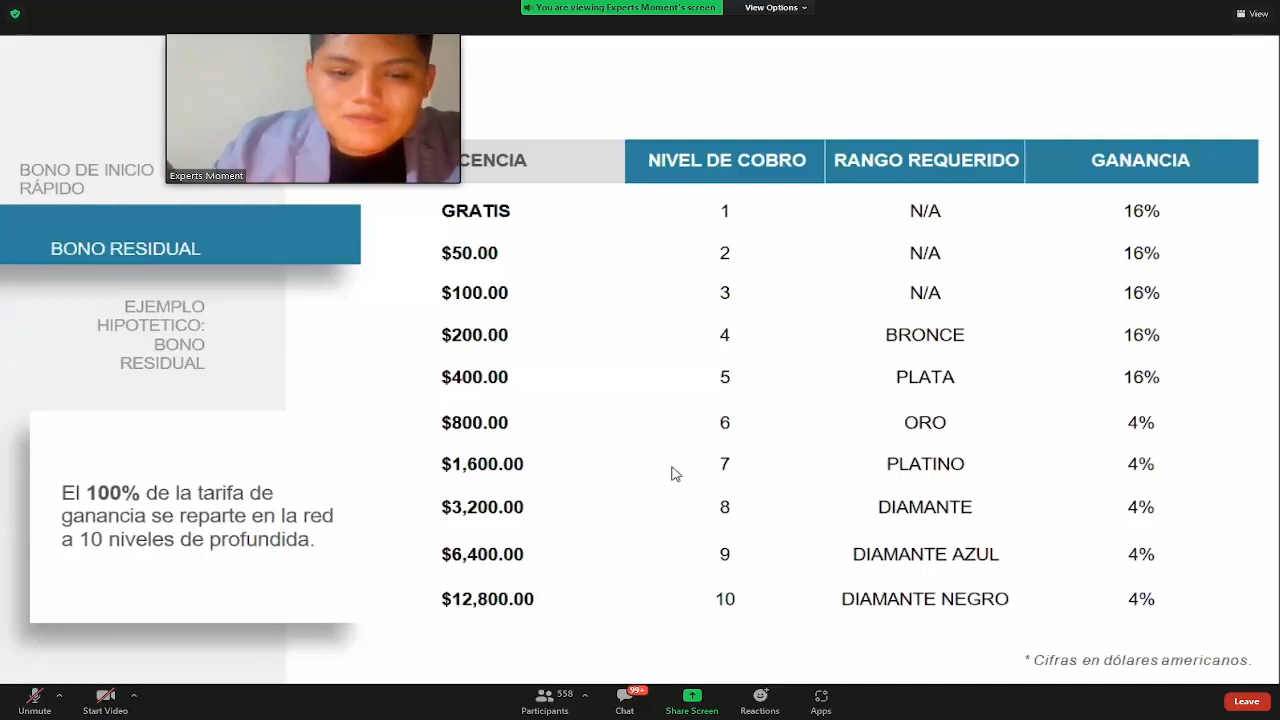 You are viewing Experts Moment's screen
View Options
View
Experts Moment
BONO DE INICIO
RÁPIDO
BONO RESIDUAL
EJEMPLO
HIPOTETICO:
BONO
RESIDUAL
El 100% de la tarifa de
ganancia se reparte en la red
a 10 niveles de profundida.
CENCIA NIVEL DE COBRO RANGO REQUERIDO GANANCIA
GRATIS 1 N/A 16%
$50.00 2 N/A 16%
$100.00 3 N/A 16%
$200.00 4 BRONCE 16%
$400.00 5 PLATA 16%
$800.00 6 ORO 4%
$1,600.00 7 PLATINO 4%
$3,200.00 8 DIAMANTE 4%
$6,400.00 9 DIAMANTE AZUL 4%
$12,800.00 10 DIAMANTE NEGRO 4%
* Cifras en dólares americanos.
Unmute
Start Video
558
Participants
99+
Chat
Share Screen
Reactions
Apps
Leave